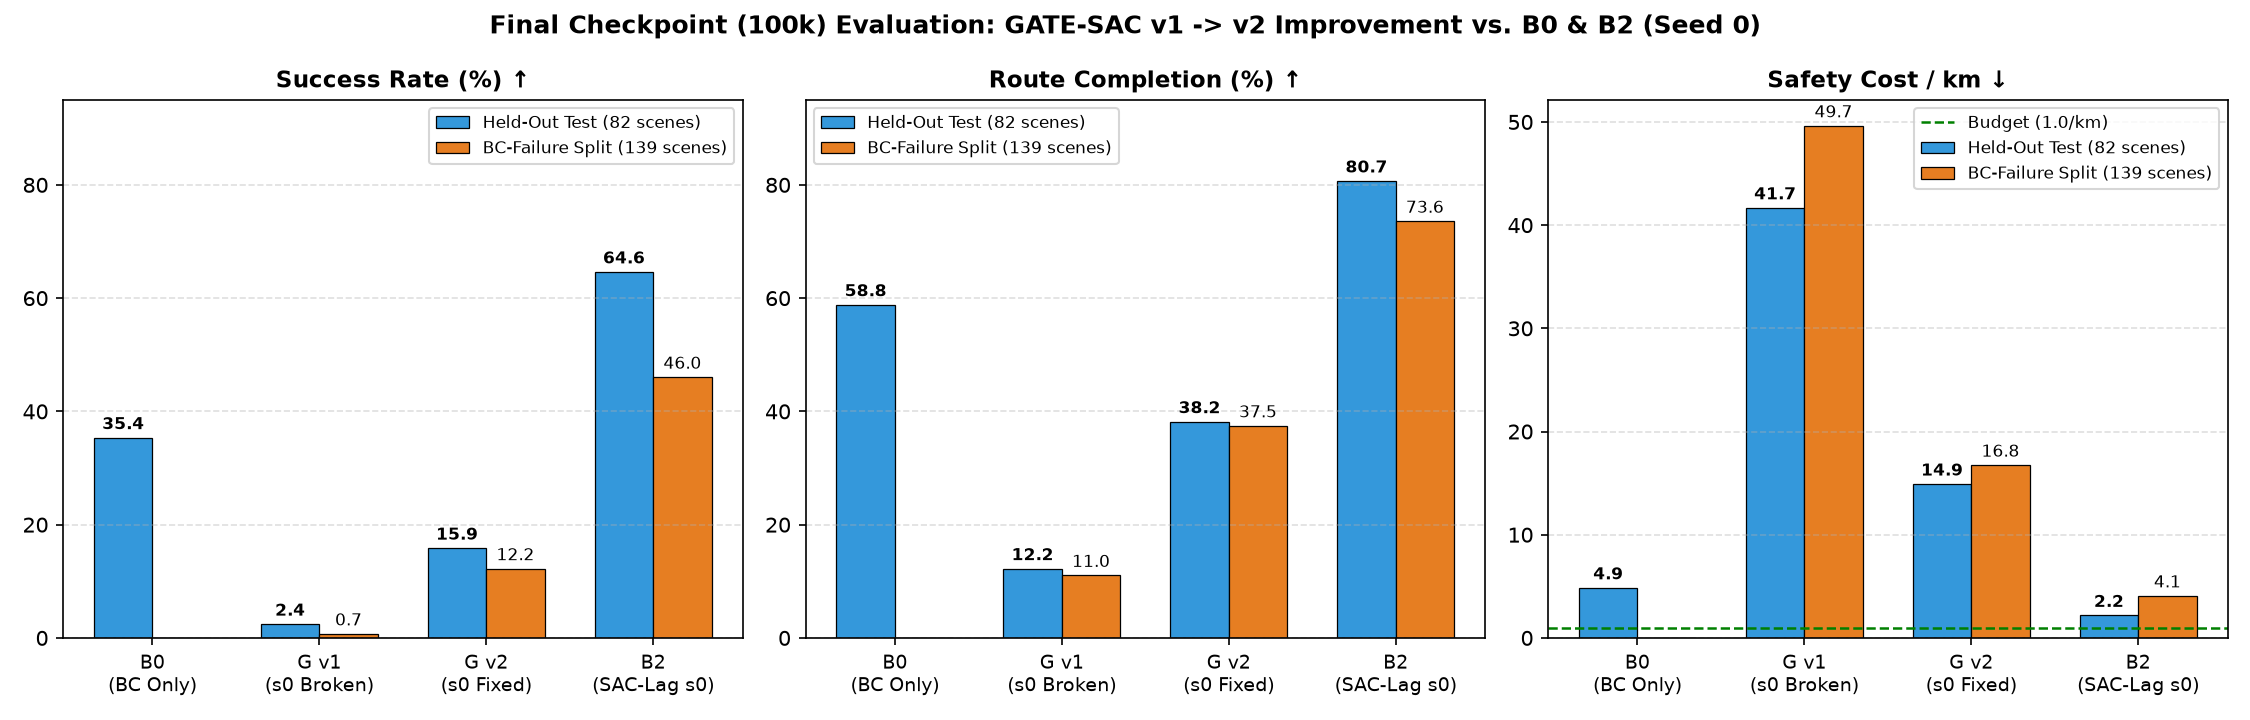 Final Checkpoint (100k) Evaluation: GATE-SAC v1 -> v2 Improvement vs. B0 & B2 (Seed 0)
Success Rate (%) ↑
Held-Out Test (82 scenes)
BC-Failure Split (139 scenes)
80
60
40
20
0
35.4
2.4
0.7
15.9
12.2
64.6
46.0
B0
(BC Only)
G v1
(s0 Broken)
G v2
(s0 Fixed)
B2
(SAC-Lag s0)
Route Completion (%) ↑
Held-Out Test (82 scenes)
BC-Failure Split (139 scenes)
80
60
40
20
0
58.8
12.2
11.0
38.2
37.5
80.7
73.6
B0
(BC Only)
G v1
(s0 Broken)
G v2
(s0 Fixed)
B2
(SAC-Lag s0)
Safety Cost / km ↓
Budget (1.0/km)
Held-Out Test (82 scenes)
BC-Failure Split (139 scenes)
50
40
30
20
10
0
4.9
41.7
49.7
14.9
16.8
2.2
4.1
B0
(BC Only)
G v1
(s0 Broken)
G v2
(s0 Fixed)
B2
(SAC-Lag s0)